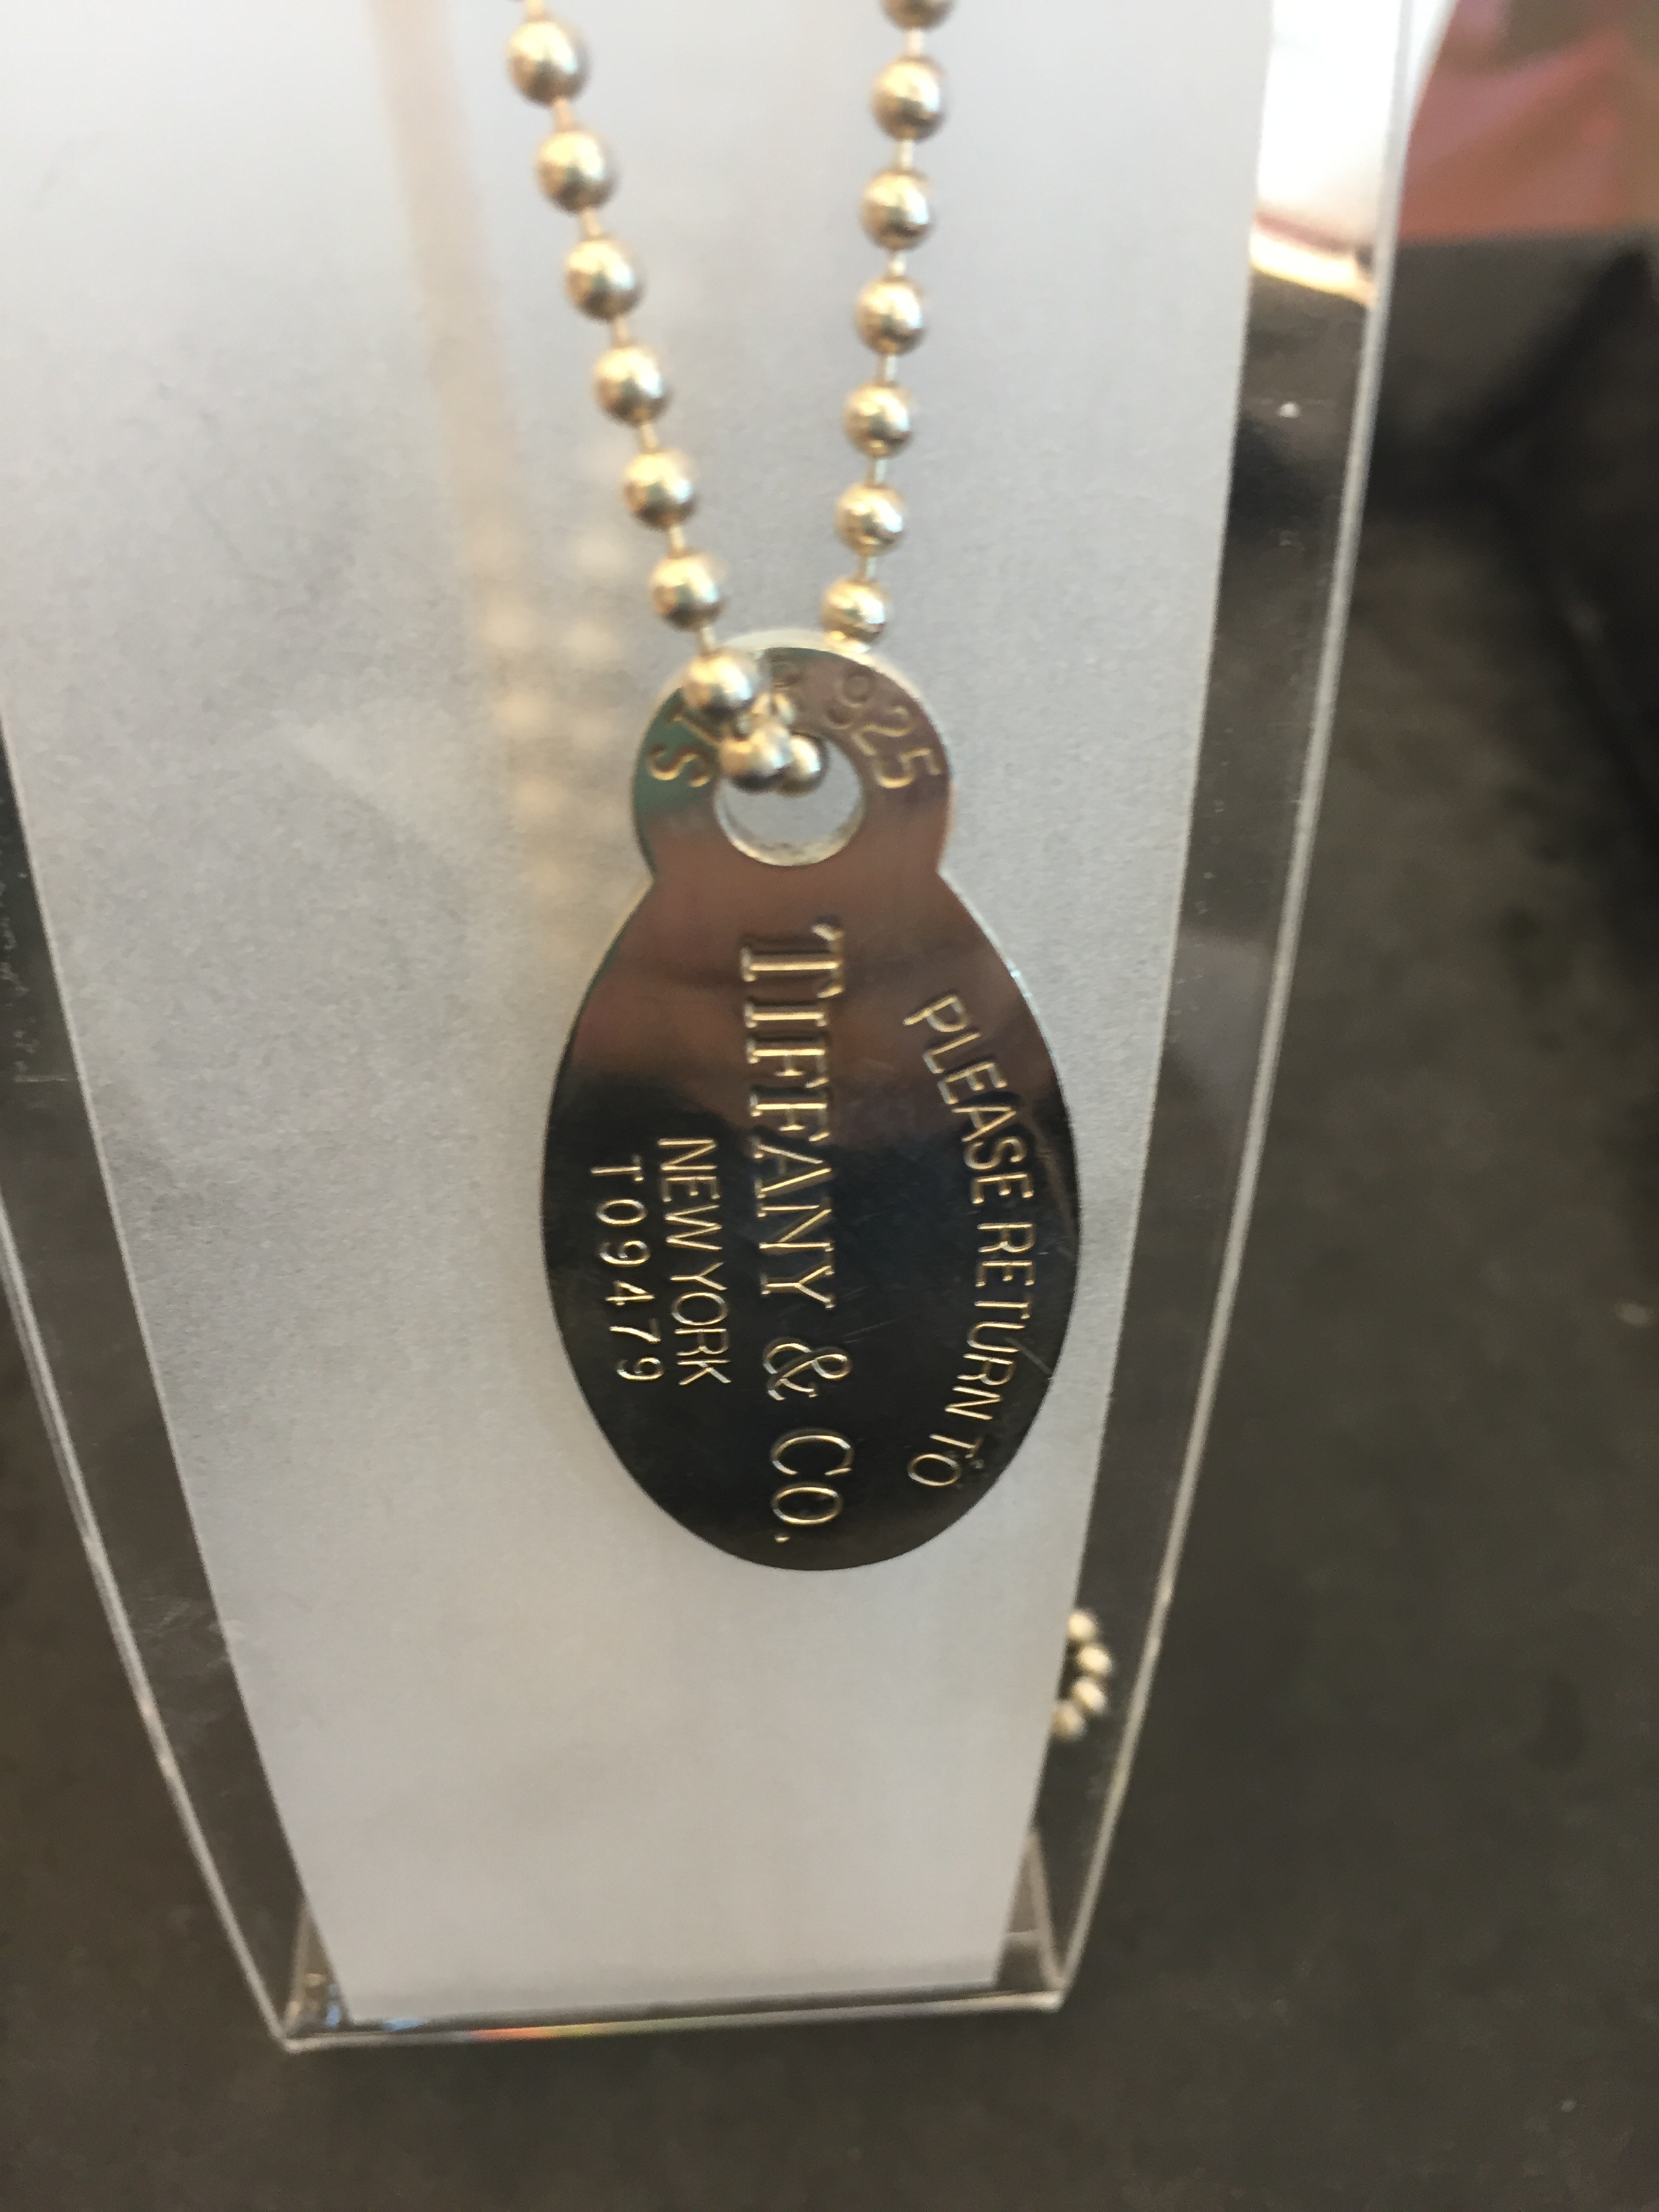 925
PLEASE RETURN TO
TIFFANY & CO.
NEW YORK
T09479